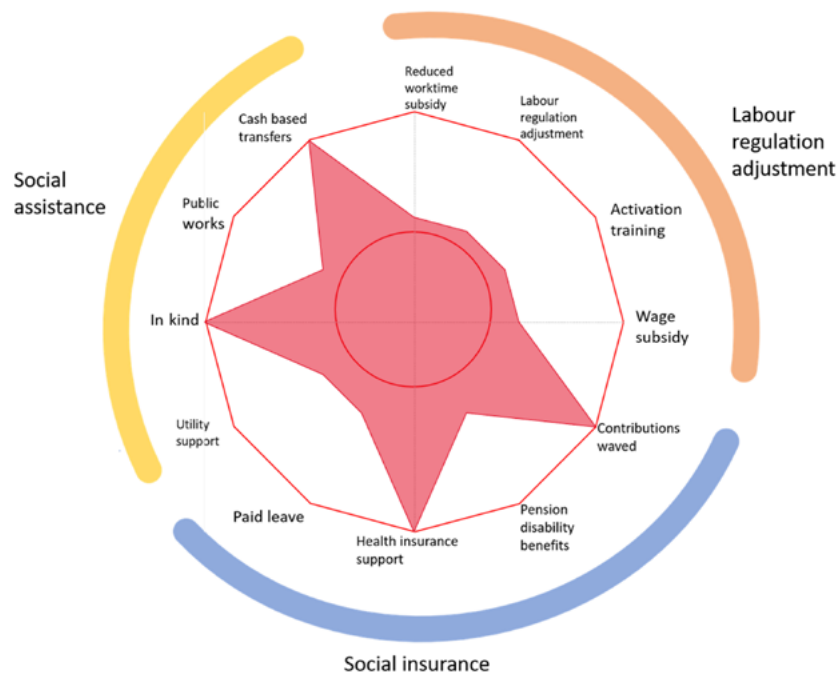 Reduced
worktime
subsidy
Labour
regulation
adjustment
Labour
regulation
adjustment
Cash based
transfers
Social
assistance
Public
works
Activation
training
In kind
Wage
subsidy
Utility
support
Contributions
waved
Paid leave
Pension
disability
benefits
Health insurance
support
Social insurance